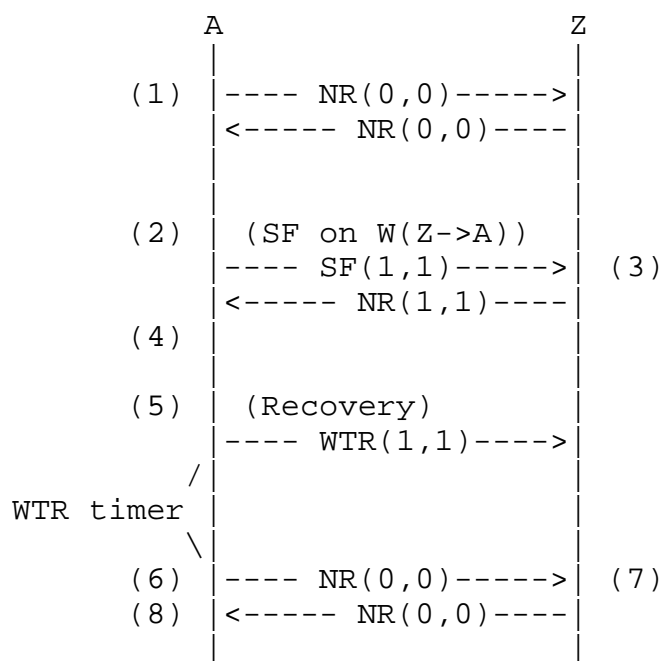 A Z
(1) |---- NR(0,0)----->|
|<----- NR(0,0)----|
(2) | (SF on W(Z->A))
|---- SF(1,1)----->| (3)
|<----- NR(1,1)----|
(4)
(5) | (Recovery)
|---- WTR(1,1)---->|
/
WTR timer
\
(6) |---- NR(0,0)----->| (7)
(8) |<----- NR(0,0)----|